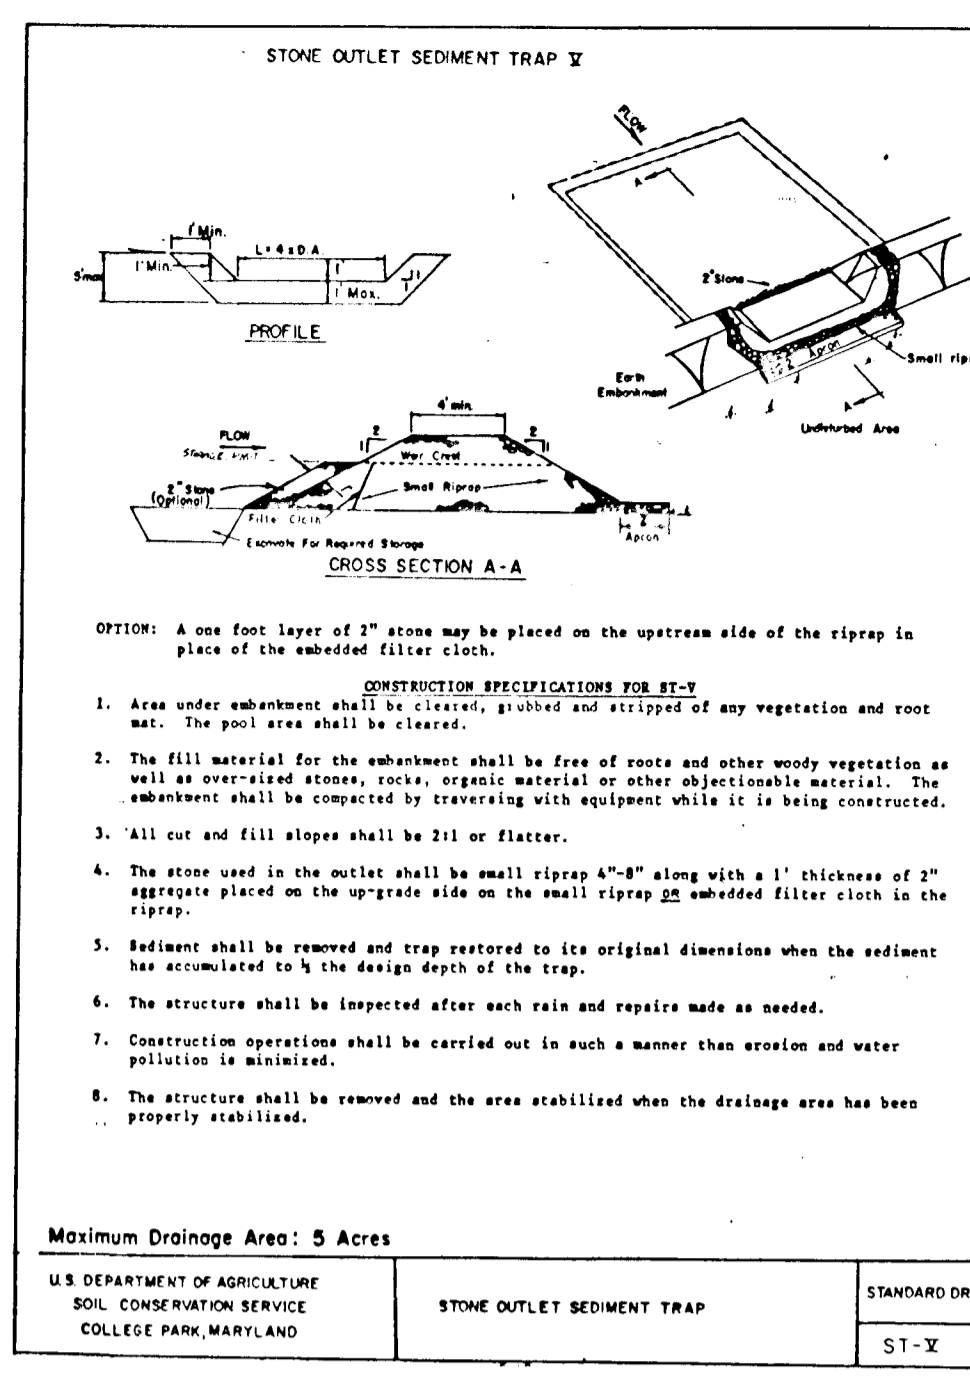 STONE OUTLET SEDIMENT TRAP V
FLOW
A
1' Min.
L = 4 x D.A.
1' Min.
1'
5' max
1' Max.
1
1
PROFILE
2" Stone
2'
Apron
Small ripr
Earth
Embankment
A
Undisturbed Area
4' min.
FLOW
2
1
2
1
Weir Crest
2" Stone
(Optional)
Small Riprap
Filter Cloth
2'
Apron
Excavate For Required Storage
CROSS SECTION A-A
OPTION: A one foot layer of 2" stone may be placed on the upstream side of the riprap in
place of the embedded filter cloth.
CONSTRUCTION SPECIFICATIONS FOR ST-V
1. Area under embankment shall be cleared, grubbed and stripped of any vegetation and root
mat. The pool area shall be cleared.
2. The fill material for the embankment shall be free of roots and other woody vegetation as
well as over-sized stones, rocks, organic material or other objectionable material. The
embankment shall be compacted by traversing with equipment while it is being constructed.
3. All cut and fill slopes shall be 2:1 or flatter.
4. The stone used in the outlet shall be small riprap 4"-8" along with a 1' thickness of 2"
aggregate placed on the up-grade side on the small riprap OR embedded filter cloth in the
riprap.
5. Sediment shall be removed and trap restored to its original dimensions when the sediment
has accumulated to ½ the design depth of the trap.
6. The structure shall be inspected after each rain and repairs made as needed.
7. Construction operations shall be carried out in such a manner than erosion and water
pollution is minimized.
8. The structure shall be removed and the area stabilized when the drainage area has been
properly stabilized.
Maximum Drainage Area: 5 Acres
U.S. DEPARTMENT OF AGRICULTURE
SOIL CONSERVATION SERVICE
COLLEGE PARK, MARYLAND
STONE OUTLET SEDIMENT TRAP
STANDARD DR
ST-V